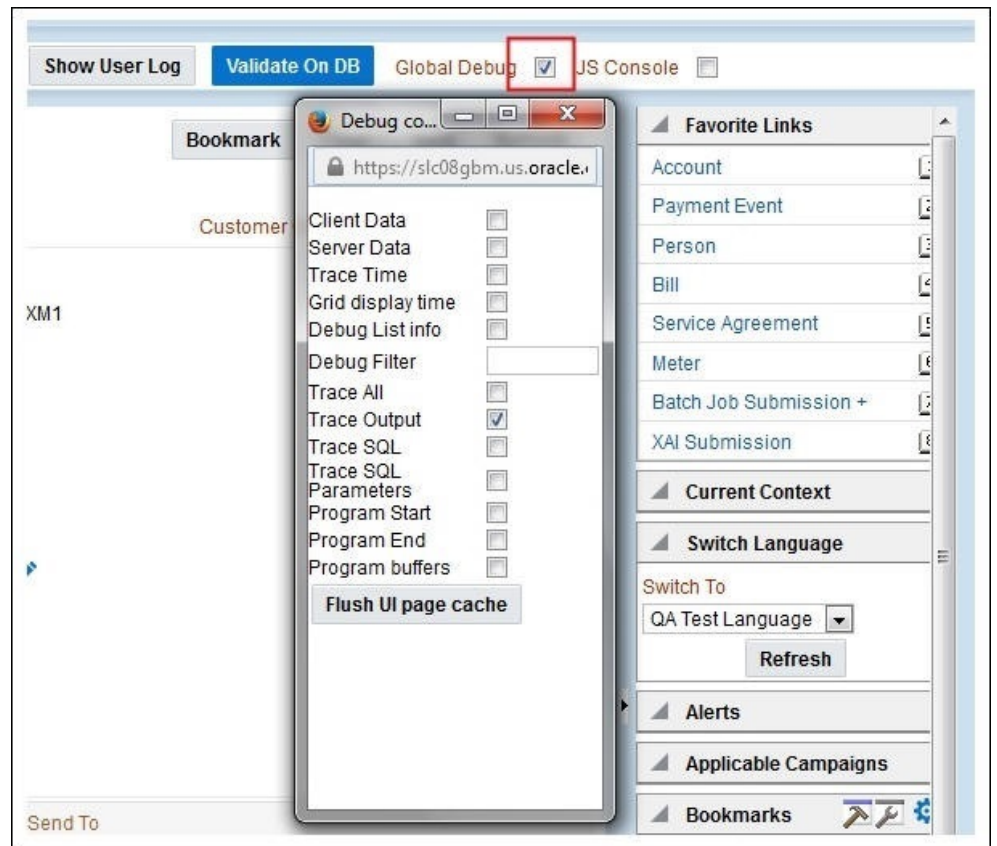 Show User Log Validate On DB Global Debug JS Console
Bookmark
Customer
XM1
Send To
Debug co...
https://slc08gbm.us.oracle.
Client Data
Server Data
Trace Time
Grid display time
Debug List info
Debug Filter
Trace All
Trace Output
Trace SQL
Trace SQL
Parameters
Program Start
Program End
Program buffers
Flush UI page cache
Favorite Links
Account
Payment Event
Person
Bill
Service Agreement
Meter
Batch Job Submission +
XAI Submission
Current Context
Switch Language
Switch To
QA Test Language
Refresh
Alerts
Applicable Campaigns
Bookmarks